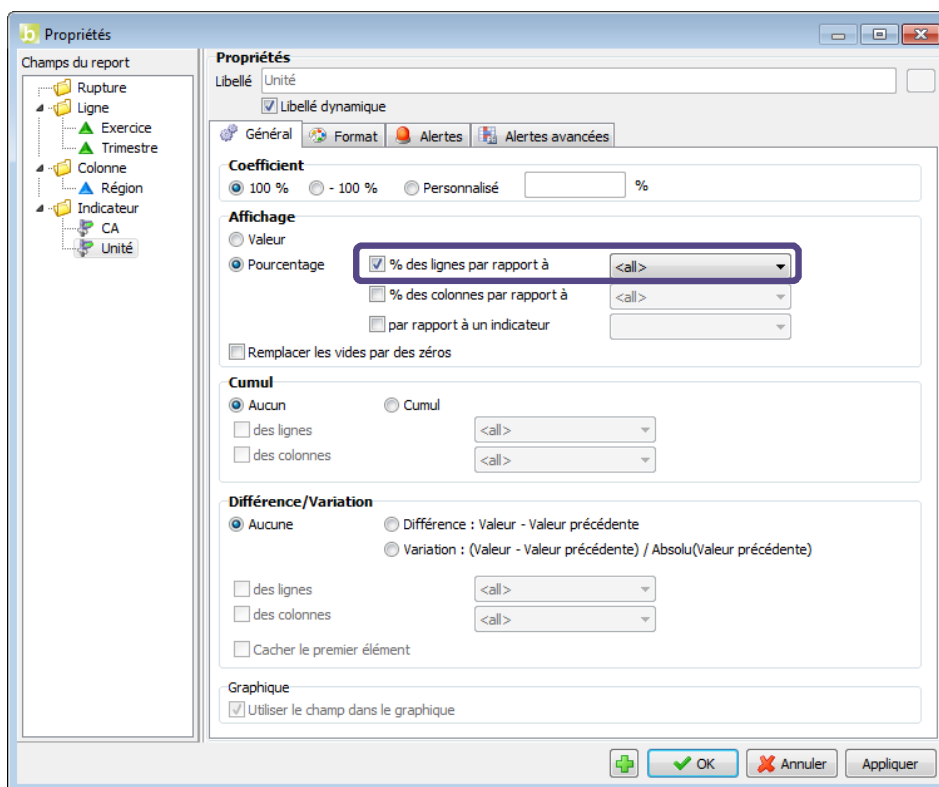 Propriétés
Champs du report
Rupture
Ligne
Exercice
Trimestre
Colonne
Région
Indicateur
CA
Unité
Propriétés
Libellé Unité
Libellé dynamique
Général Format Alertes Alertes avancées
Coefficient
100 % - 100 % Personnalisé %
Affichage
Valeur
Pourcentage % des lignes par rapport à <all>
% des colonnes par rapport à <all>
par rapport à un indicateur
Remplacer les vides par des zéros
Cumul
Aucun Cumul
des lignes <all>
des colonnes <all>
Différence/Variation
Aucune Différence : Valeur - Valeur précédente
Variation : (Valeur - Valeur précédente) / Absolu(Valeur précédente)
des lignes <all>
des colonnes <all>
Cacher le premier élément
Graphique
Utiliser le champ dans le graphique
OK Annuler Appliquer